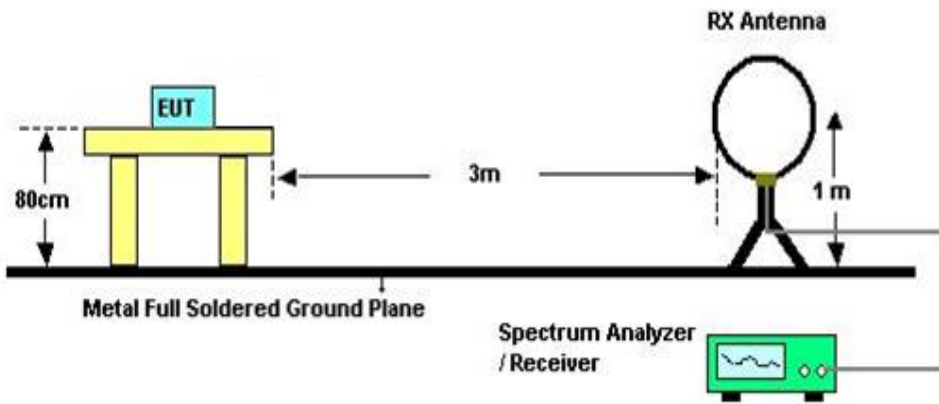 RX Antenna
EUT
3m
80cm
1 m
Metal Full Soldered Ground Plane
Spectrum Analyzer
/ Receiver